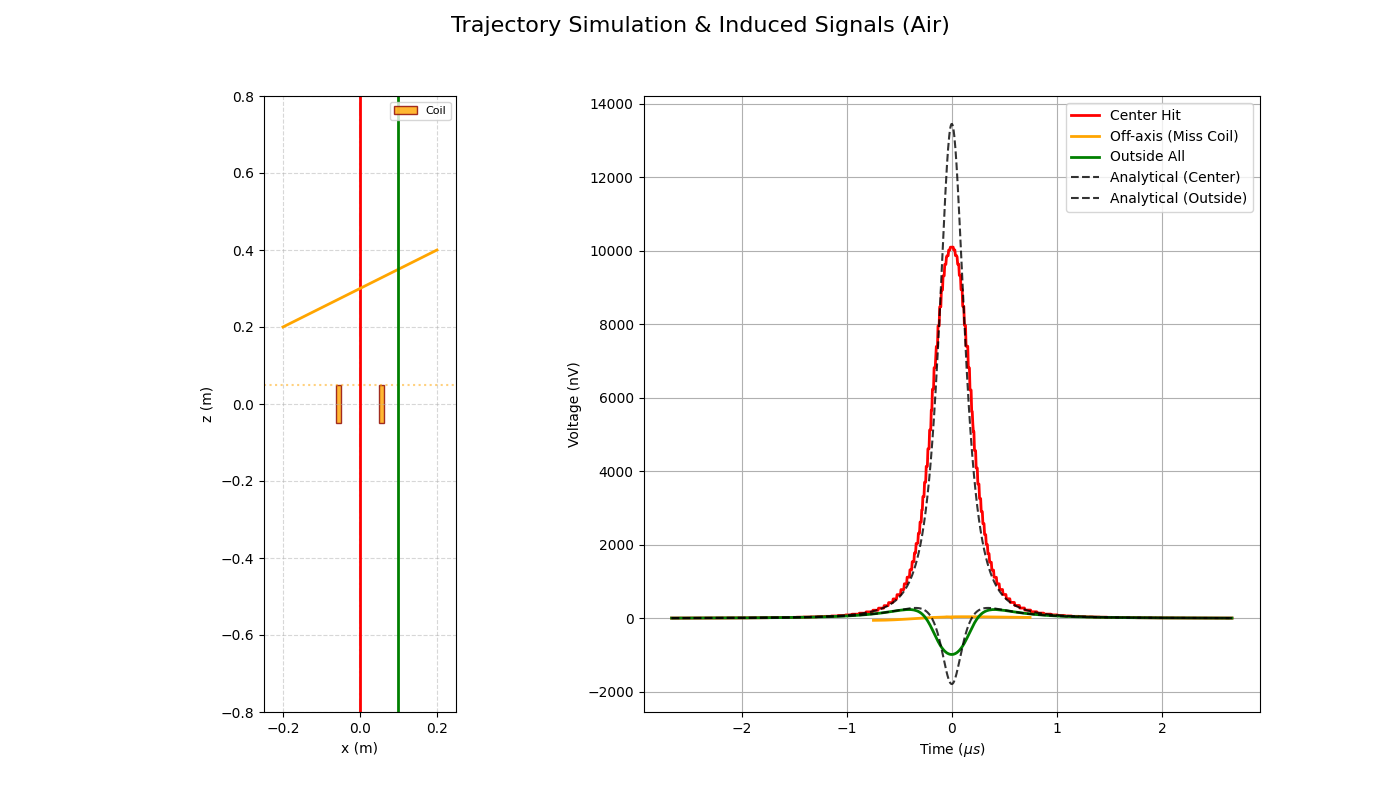 Trajectory Simulation & Induced Signals (Air)
0.8
0.6
0.4
0.2
0.0
−0.2
−0.4
−0.6
−0.8
z (m)
−0.2
0.0
0.2
x (m)
Coil
14000
12000
10000
8000
6000
4000
2000
0
−2000
Voltage (nV)
−2
−1
0
1
2
Time (μs)
Center Hit
Off-axis (Miss Coil)
Outside All
Analytical (Center)
Analytical (Outside)